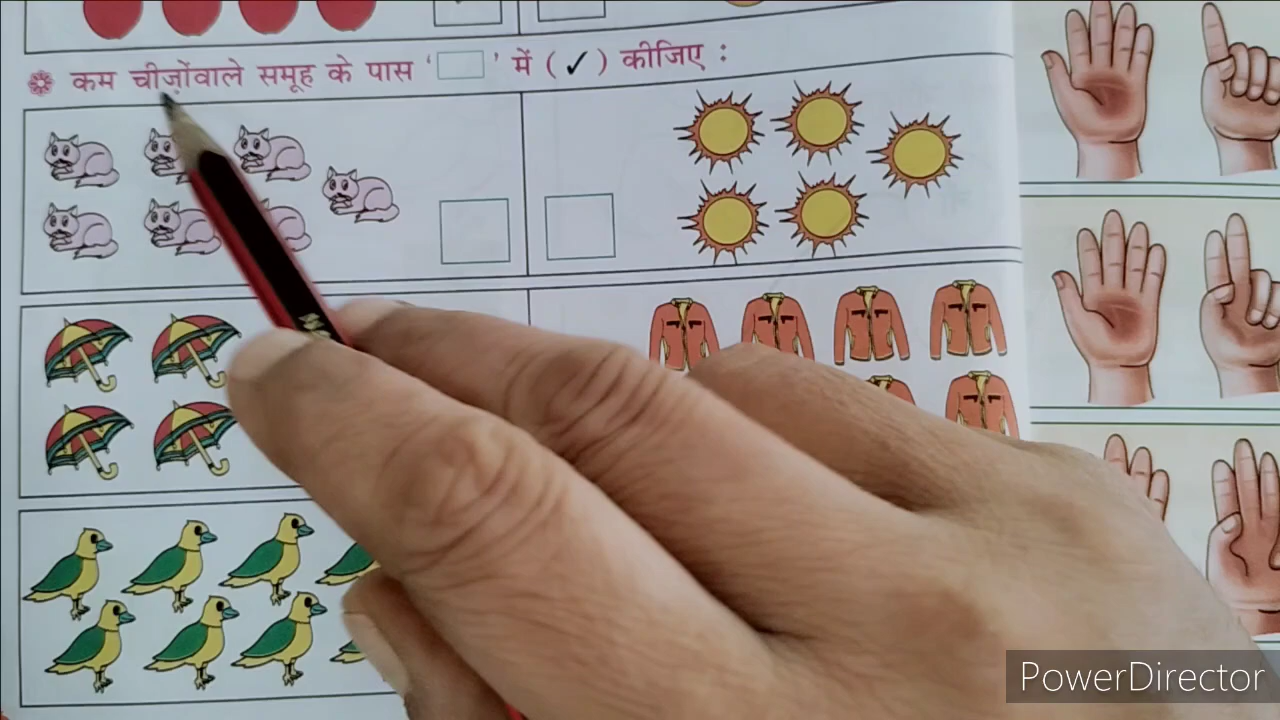 कम चीज़ोंवाले समूह के पास ' ' में ( ✓ ) कीजिए :
PowerDirector